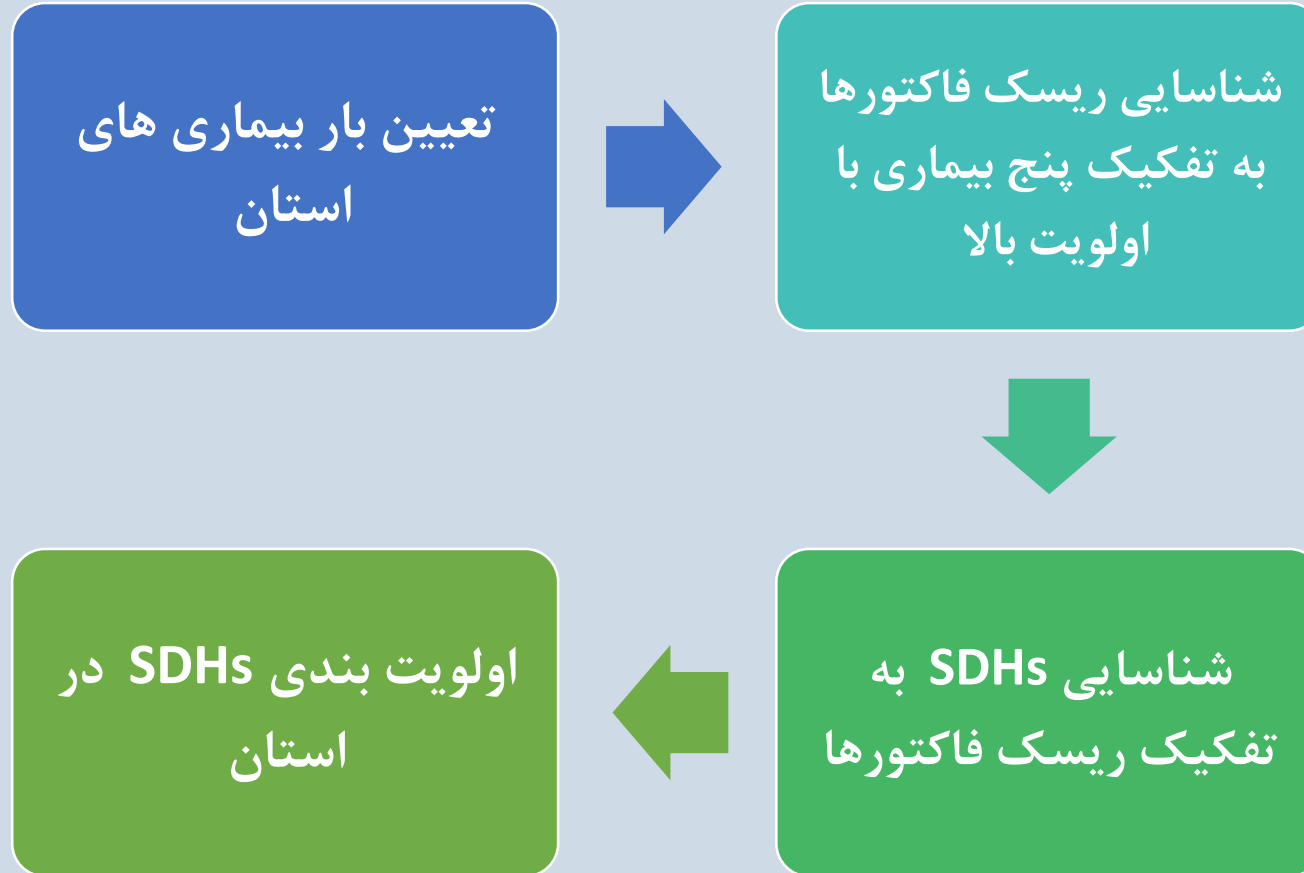 تعیین بار بیماری های
استان
شناسایی ریسک فاکتورها
به تفکیک پنج بیماری با
اولویت بالا
شناسایی SDHs به
تفکیک ریسک فاکتورها
اولویت بندی SDHs در
استان